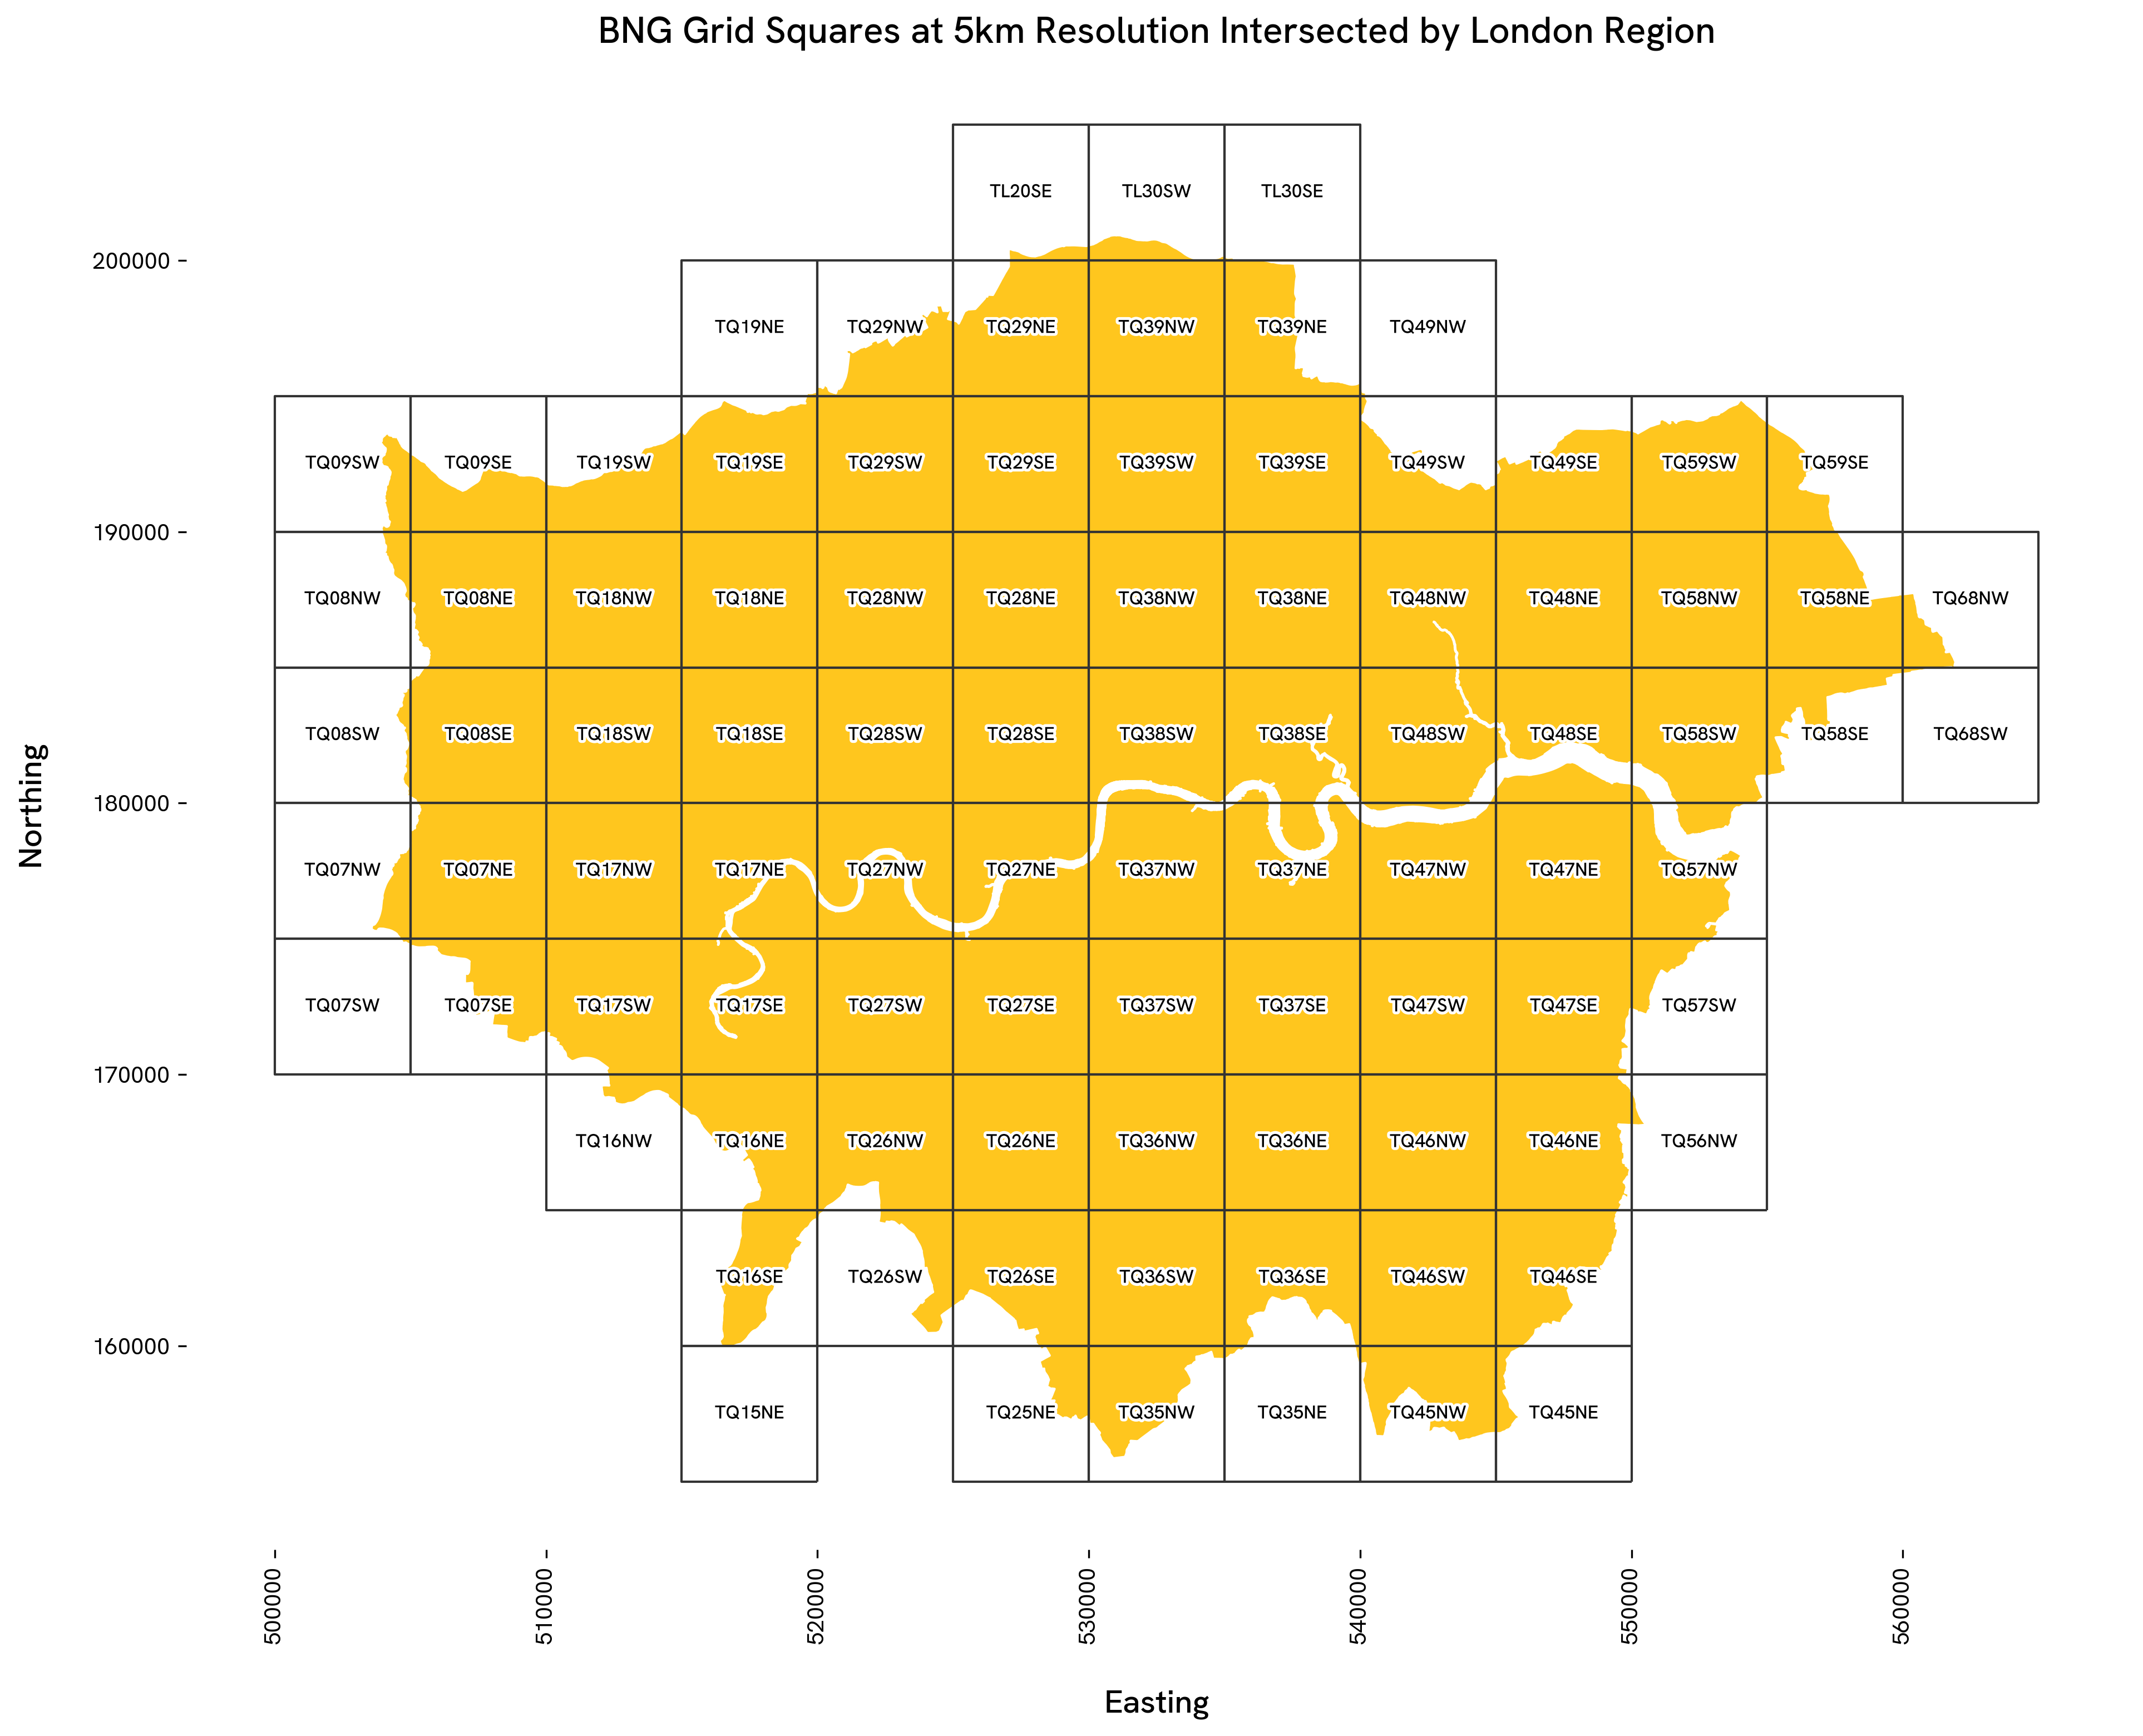 BNG Grid Squares at 5km Resolution Intersected by London Region
TL20SE TL30SW TL30SE
200000
TQ19NE TQ29NW TQ29NE TQ39NW TQ39NE TQ49NW
TQ09SW TQ09SE TQ19SW TQ19SE TQ29SW TQ29SE TQ39SW TQ39SE TQ49SW TQ49SE TQ59SW TQ59SE
190000
TQ08NW TQ08NE TQ18NW TQ18NE TQ28NW TQ28NE TQ38NW TQ38NE TQ48NW TQ48NE TQ58NW TQ58NE TQ68NW
TQ08SW TQ08SE TQ18SW TQ18SE TQ28SW TQ28SE TQ38SW TQ38SE TQ48SW TQ48SE TQ58SW TQ58SE TQ68SW
Northing
180000
TQ07NW TQ07NE TQ17NW TQ17NE TQ27NW TQ27NE TQ37NW TQ37NE TQ47NW TQ47NE TQ57NW
TQ07SW TQ07SE TQ17SW TQ17SE TQ27SW TQ27SE TQ37SW TQ37SE TQ47SW TQ47SE TQ57SW
170000
TQ16NW TQ16NE TQ26NW TQ26NE TQ36NW TQ36NE TQ46NW TQ46NE TQ56NW
TQ16SE TQ26SW TQ26SE TQ36SW TQ36SE TQ46SW TQ46SE
160000
TQ15NE TQ25NE TQ35NW TQ35NE TQ45NW TQ45NE
500000 510000 520000 530000 540000 550000 560000
Easting